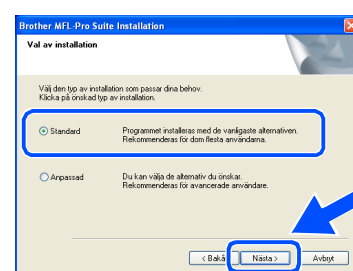 Brother MFL-Pro Suite Installation
Val av installation
Välj den typ av installation som passar dina behov.
Klicka på önskad typ av installation.
Standard
Programmet installeras med de vanligaste alternativen.
Rekommenderas för dom flesta användarna.
Anpassad
Du kan välja de alternativ du önskar.
Rekommenderas för avancerade användare.
< Bakå
Nästa >
Avbryt